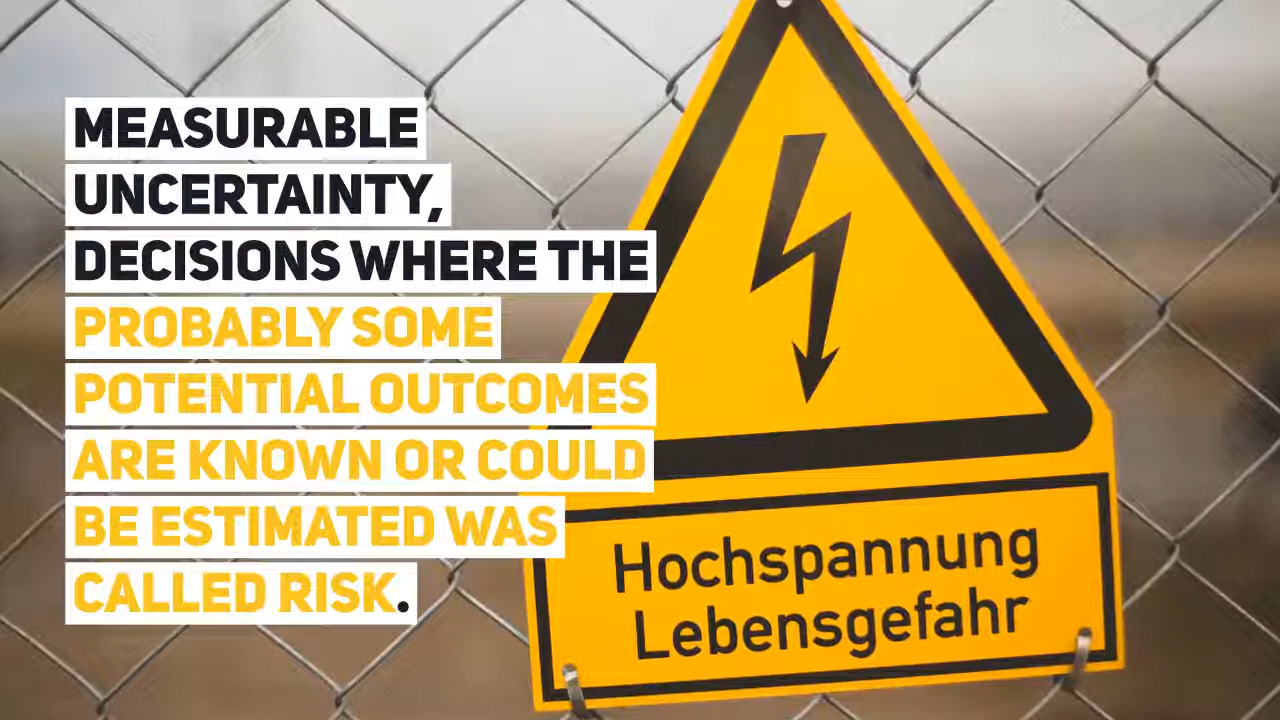 MEASURABLE
UNCERTAINTY,
DECISIONS WHERE THE
PROBABLY SOME
POTENTIAL OUTCOMES
ARE KNOWN OR COULD
BE ESTIMATED WAS
CALLED RISK.
Hochspannung
Lebensgefahr